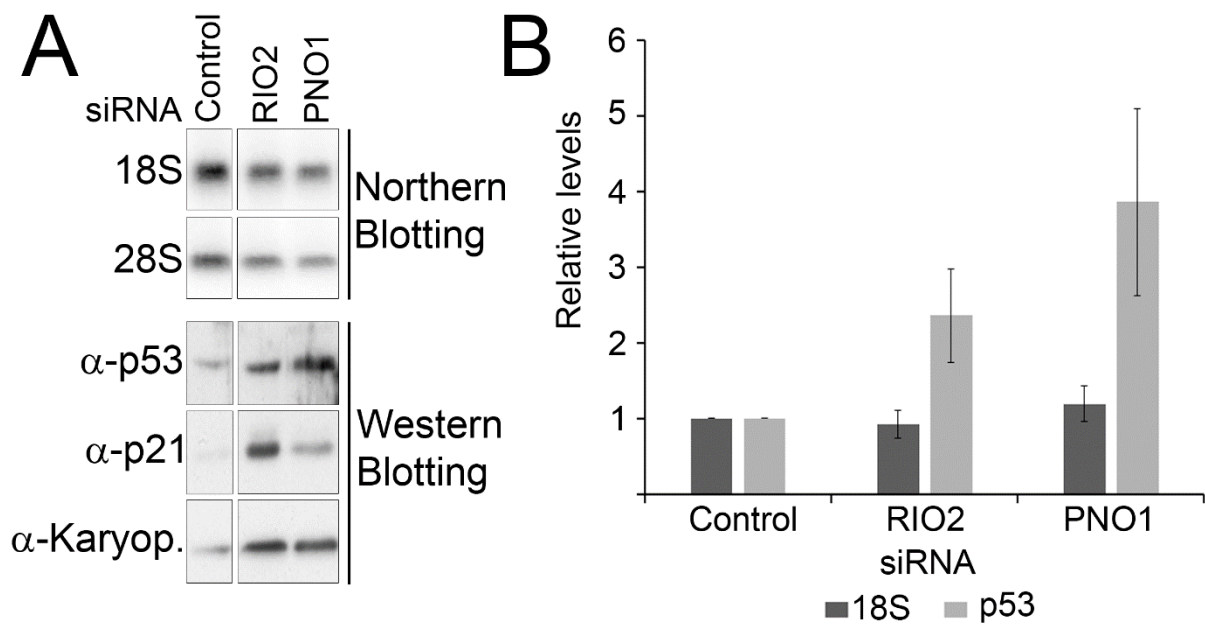 A
siRNA
Control
RIO2
PNO1
18S
28S
Northern
Blotting
α-p53
α-p21
α-Karyop.
Western
Blotting
B
Relative levels
6
5
4
3
2
1
Control
RIO2
PNO1
siRNA
18S
p53